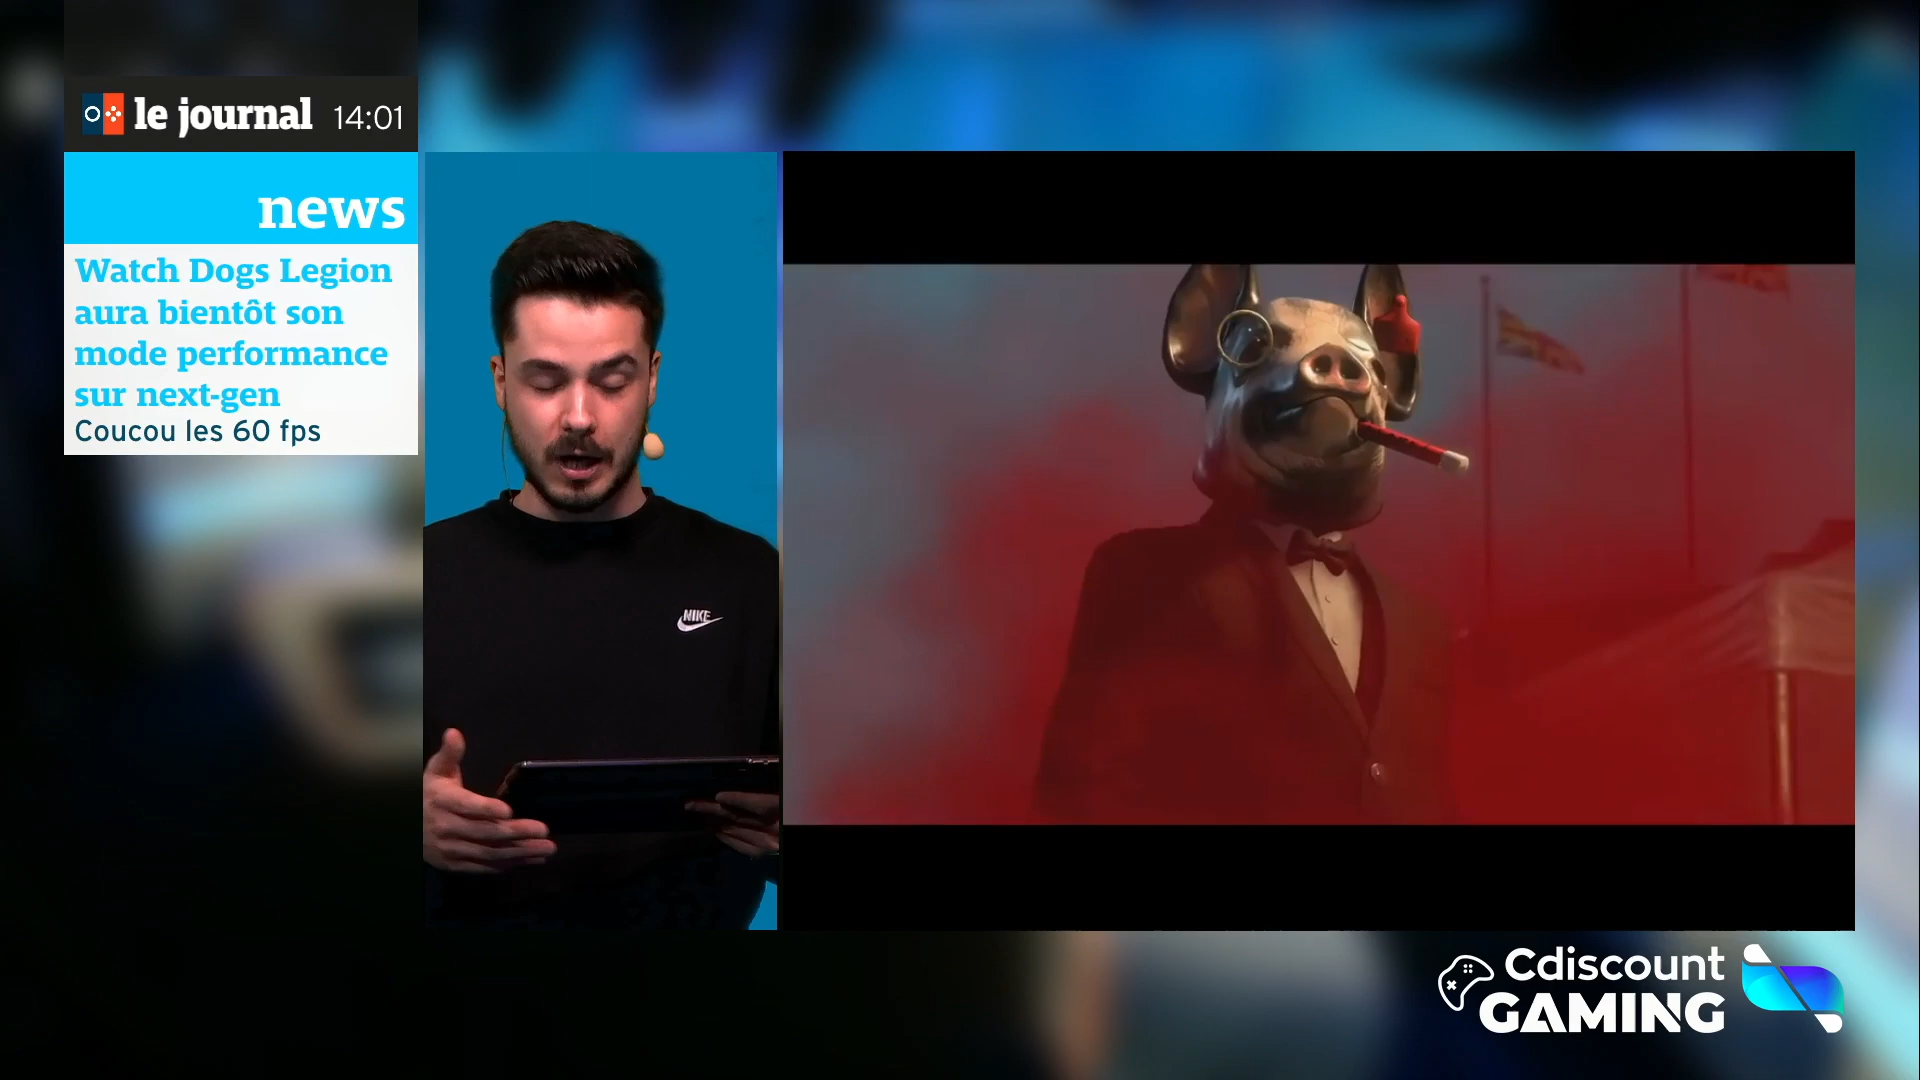 le journal 14:01
news
Watch Dogs Legion
aura bientôt son
mode performance
sur next-gen
Coucou les 60 fps
NIKE
Cdiscount
GAMING